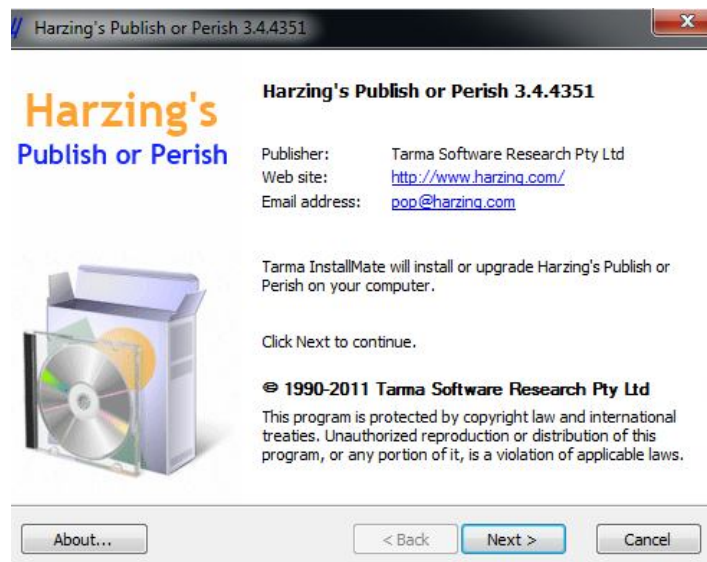 Harzing's Publish or Perish 3.4.4351
x
Harzing's
Publish or Perish
Harzing's Publish or Perish 3.4.4351
Publisher: Tarma Software Research Pty Ltd
Web site: http://www.harzing.com/
Email address: pop@harzing.com
Tarma InstallMate will install or upgrade Harzing's Publish or
Perish on your computer.
Click Next to continue.
© 1990-2011 Tarma Software Research Pty Ltd
This program is protected by copyright law and international
treaties. Unauthorized reproduction or distribution of this
program, or any portion of it, is a violation of applicable laws.
About... < Back Next > Cancel